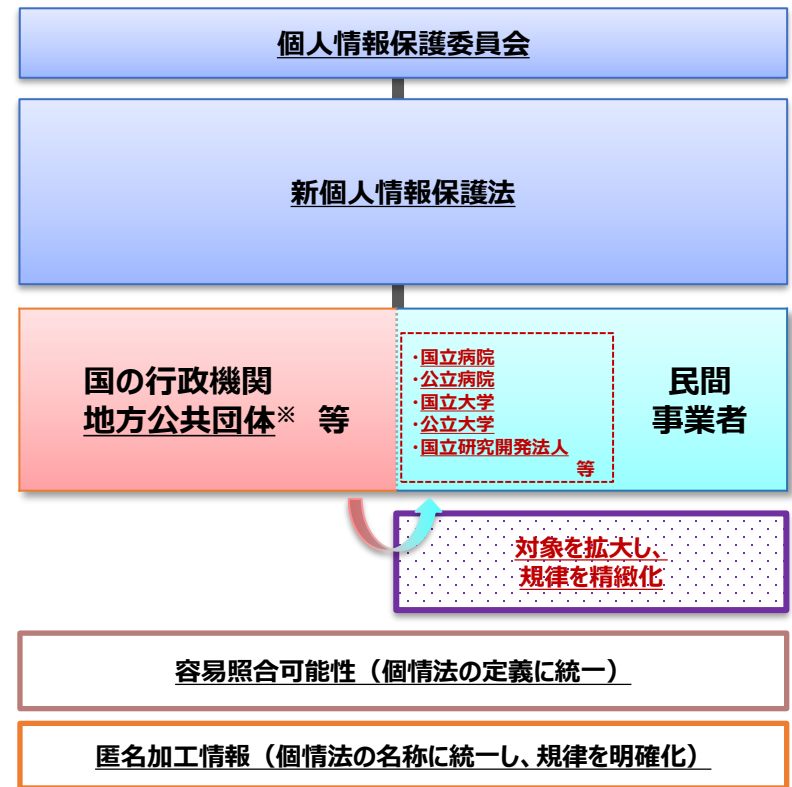 個人情報保護委員会
新個人情報保護法
国の行政機関
地方公共団体※ 等
・国立病院
・公立病院
・国立大学
・公立大学
・国立研究開発法人
等
民間
事業者
対象を拡大し、
規律を精緻化
容易照合可能性（個情法の定義に統一）
匿名加工情報（個情法の名称に統一し、規律を明確化）